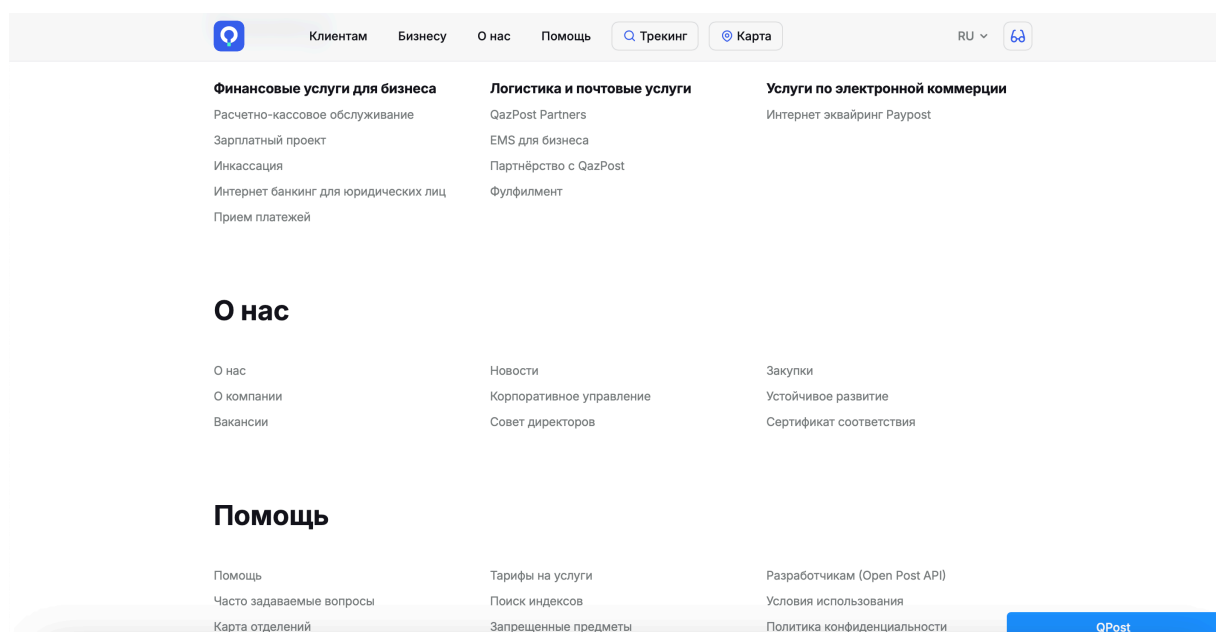 Клиентам Бизнесу О нас Помощь Трекинг Карта RU
Финансовые услуги для бизнеса
Расчетно-кассовое обслуживание
Зарплатный проект
Инкассация
Интернет банкинг для юридических лиц
Прием платежей
Логистика и почтовые услуги
QazPost Partners
EMS для бизнеса
Партнёрство с QazPost
Фулфилмент
Услуги по электронной коммерции
Интернет эквайринг Paypost
О нас
О нас
О компании
Вакансии
Новости
Корпоративное управление
Совет директоров
Закупки
Устойчивое развитие
Сертификат соответствия
Помощь
Помощь
Часто задаваемые вопросы
Карта отделений
Тарифы на услуги
Поиск индексов
Запрещенные предметы
Разработчикам (Open Post API)
Условия использования
Политика конфиденциальности
QPost